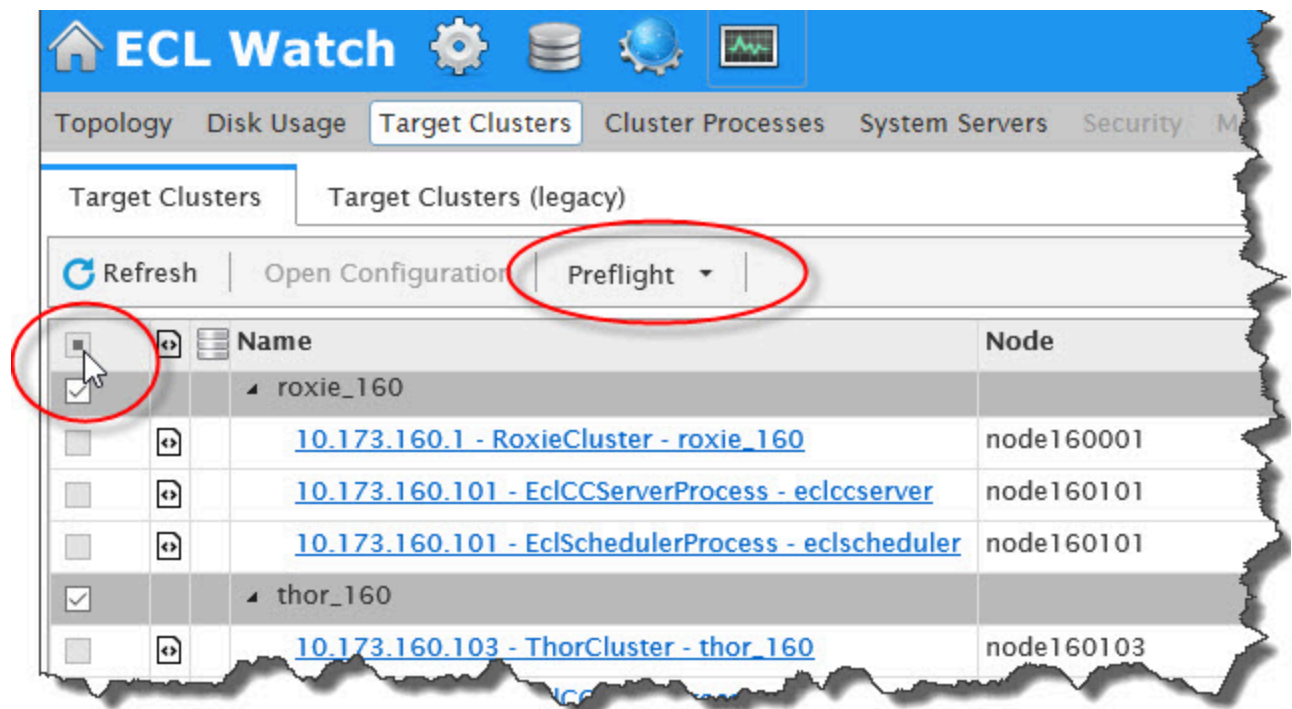 ECL Watch
Topology Disk Usage Target Clusters Cluster Processes System Servers Security
Target Clusters Target Clusters (legacy)
Refresh Open Configuration Preflight
Name Node
roxie_160
10.173.160.1 - RoxieCluster - roxie_160 node160001
10.173.160.101 - EclCCServerProcess - eclccserver node160101
10.173.160.101 - EclSchedulerProcess - eclscheduler node160101
thor_160
10.173.160.103 - ThorCluster - thor_160 node160103